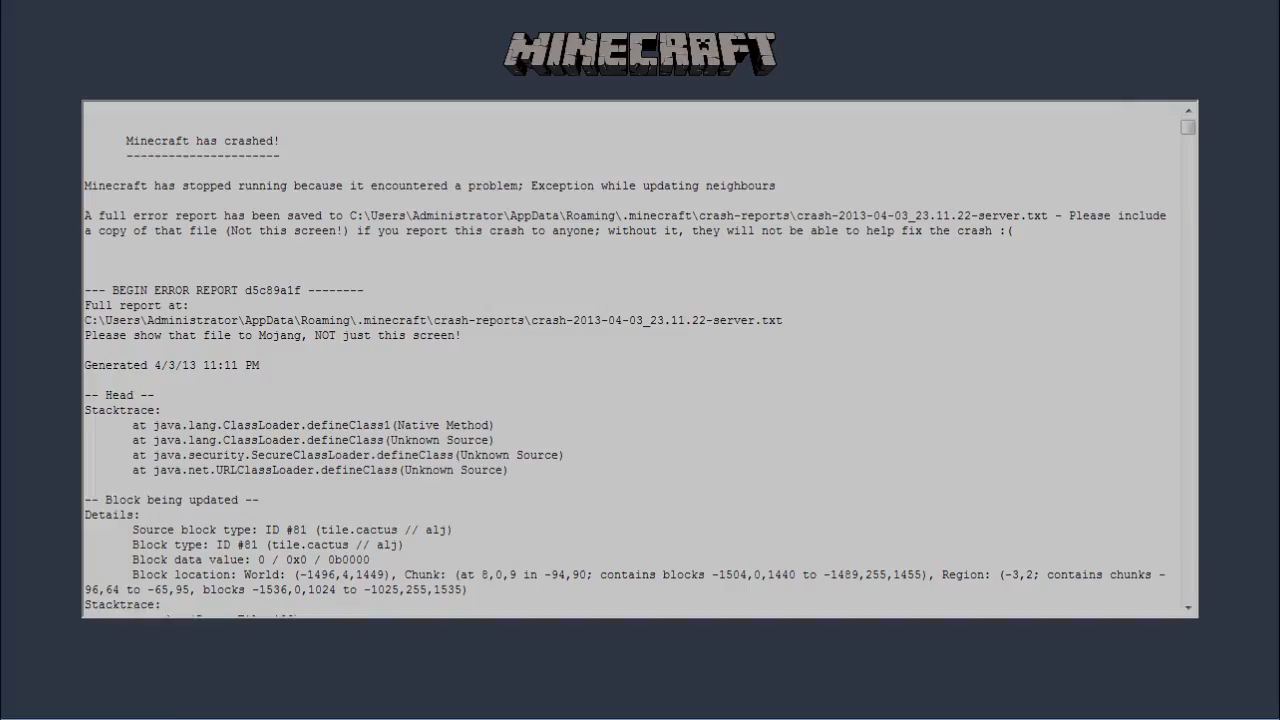 MINECRAFT
Minecraft has crashed!
----------------------
Minecraft has stopped running because it encountered a problem; Exception while updating neighbours
A full error report has been saved to C:\Users\Administrator\AppData\Roaming\.minecraft\crash-reports\crash-2013-04-03_23.11.22-server.txt - Please include
a copy of that file (Not this screen!) if you report this crash to anyone; without it, they will not be able to help fix the crash :(
--- BEGIN ERROR REPORT d5c89a1f --------
Full report at:
C:\Users\Administrator\AppData\Roaming\.minecraft\crash-reports\crash-2013-04-03_23.11.22-server.txt
Please show that file to Mojang, NOT just this screen!
Generated 4/3/13 11:11 PM
-- Head --
Stacktrace:
at java.lang.ClassLoader.defineClass1(Native Method)
at java.lang.ClassLoader.defineClass(Unknown Source)
at java.security.SecureClassLoader.defineClass(Unknown Source)
at java.net.URLClassLoader.defineClass(Unknown Source)
-- Block being updated --
Details:
Source block type: ID #81 (tile.cactus // alj)
Block type: ID #81 (tile.cactus // alj)
Block data value: 0 / 0x0 / 0b0000
Block location: World: (-1496,4,1449), Chunk: (at 8,0,9 in -94,90; contains blocks -1504,0,1440 to -1489,255,1455), Region: (-3,2; contains chunks -
96,64 to -65,95, blocks -1536,0,1024 to -1025,255,1535)
Stacktrace: